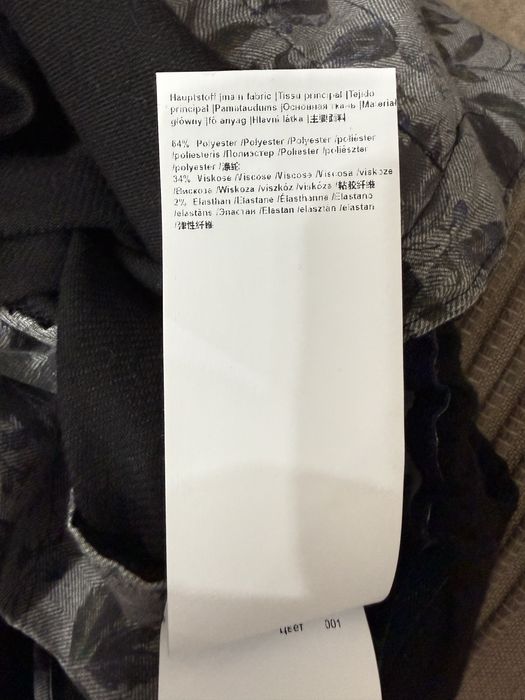 Hauptstoff |main fabric |Tissu principal |Tejido
principal |Pamataudums |Основная ткань |Materiał
główny |fő anyag |Hlavní látka |主要面料
64% Polyester /Polyester /Polyester /poliéster
/poliesteris /Полиэстер /Poliester /poliészter
/polyester /涤纶
34% Viskose /Viscose /Viscose /Viscosa /viskoze
/Вискоза /Wiskoza /viszkóz /viskóza /粘胶纤维
2% Elasthan /Elastane /Élasthanne /Elastano
/elastāns /Эластан /Elastan /elasztán /elastan
/弹性纤维
Цвет 001